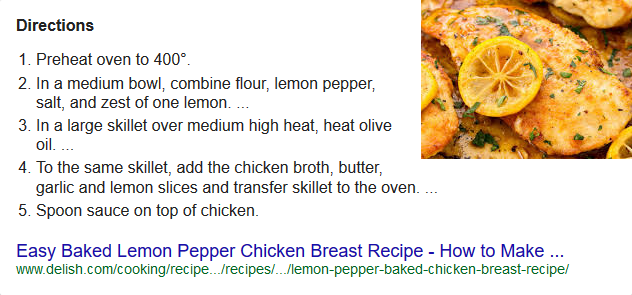 Directions
1. Preheat oven to 400°.
2. In a medium bowl, combine flour, lemon pepper,
salt, and zest of one lemon. ...
3. In a large skillet over medium high heat, heat olive
oil. ...
4. To the same skillet, add the chicken broth, butter,
garlic and lemon slices and transfer skillet to the oven. ...
5. Spoon sauce on top of chicken.
Easy Baked Lemon Pepper Chicken Breast Recipe - How to Make ...
www.delish.com/cooking/recipe.../recipes/.../lemon-pepper-baked-chicken-breast-recipe/